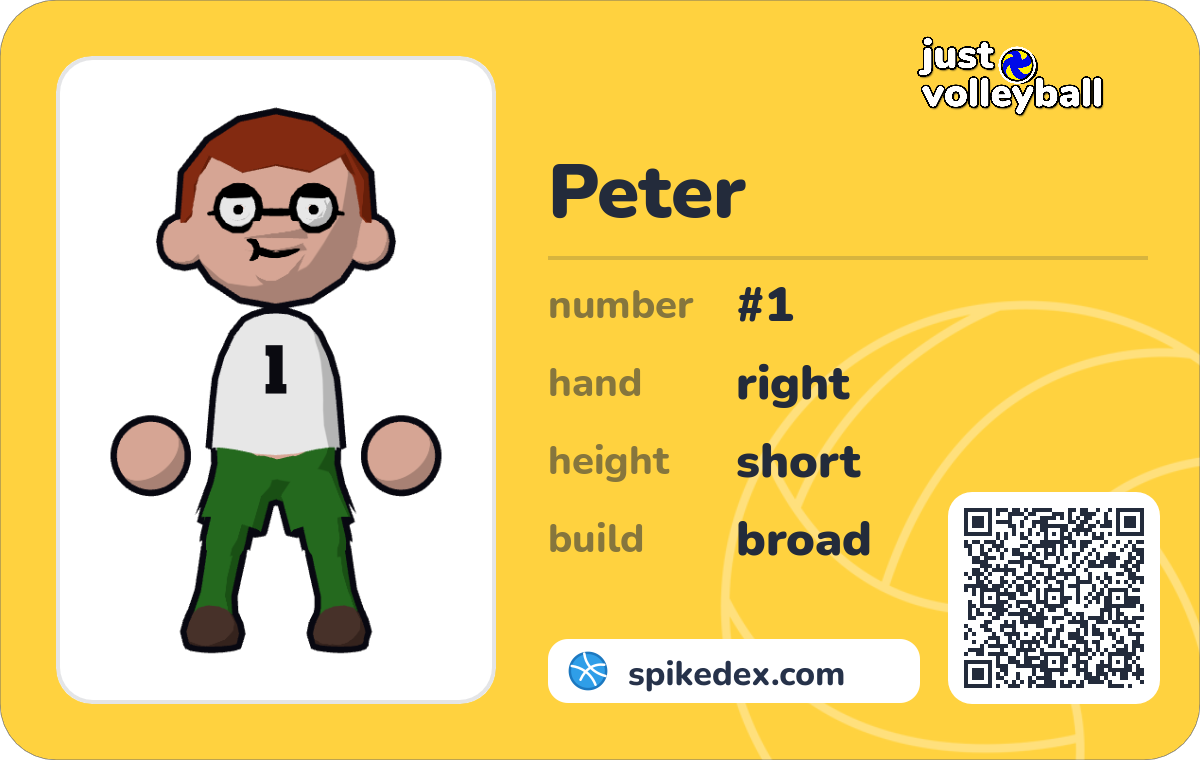 just
volleyball
Peter
number #1
hand right
height short
build broad
1
spikedex.com